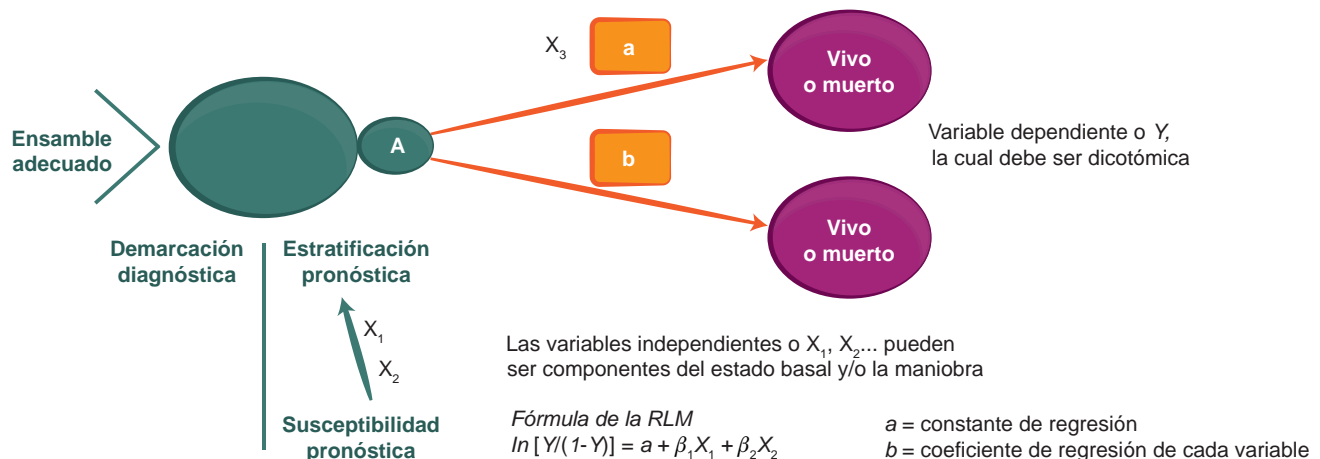 X₃
a
Vivo
o muerto
Ensamble
adecuado
A
Variable dependiente o Y,
la cual debe ser dicotómica
b
Vivo
o muerto
Demarcación
diagnóstica
Estratificación
pronóstica
X₁
X₂
Susceptibilidad
pronóstica
Las variables independientes o X₁, X₂... pueden
ser componentes del estado basal y/o la maniobra
Fórmula de la RLM
ln [Y/(1-Y)] = a + β₁X₁ + β₂X₂
a = constante de regresión
b = coeficiente de regresión de cada variable